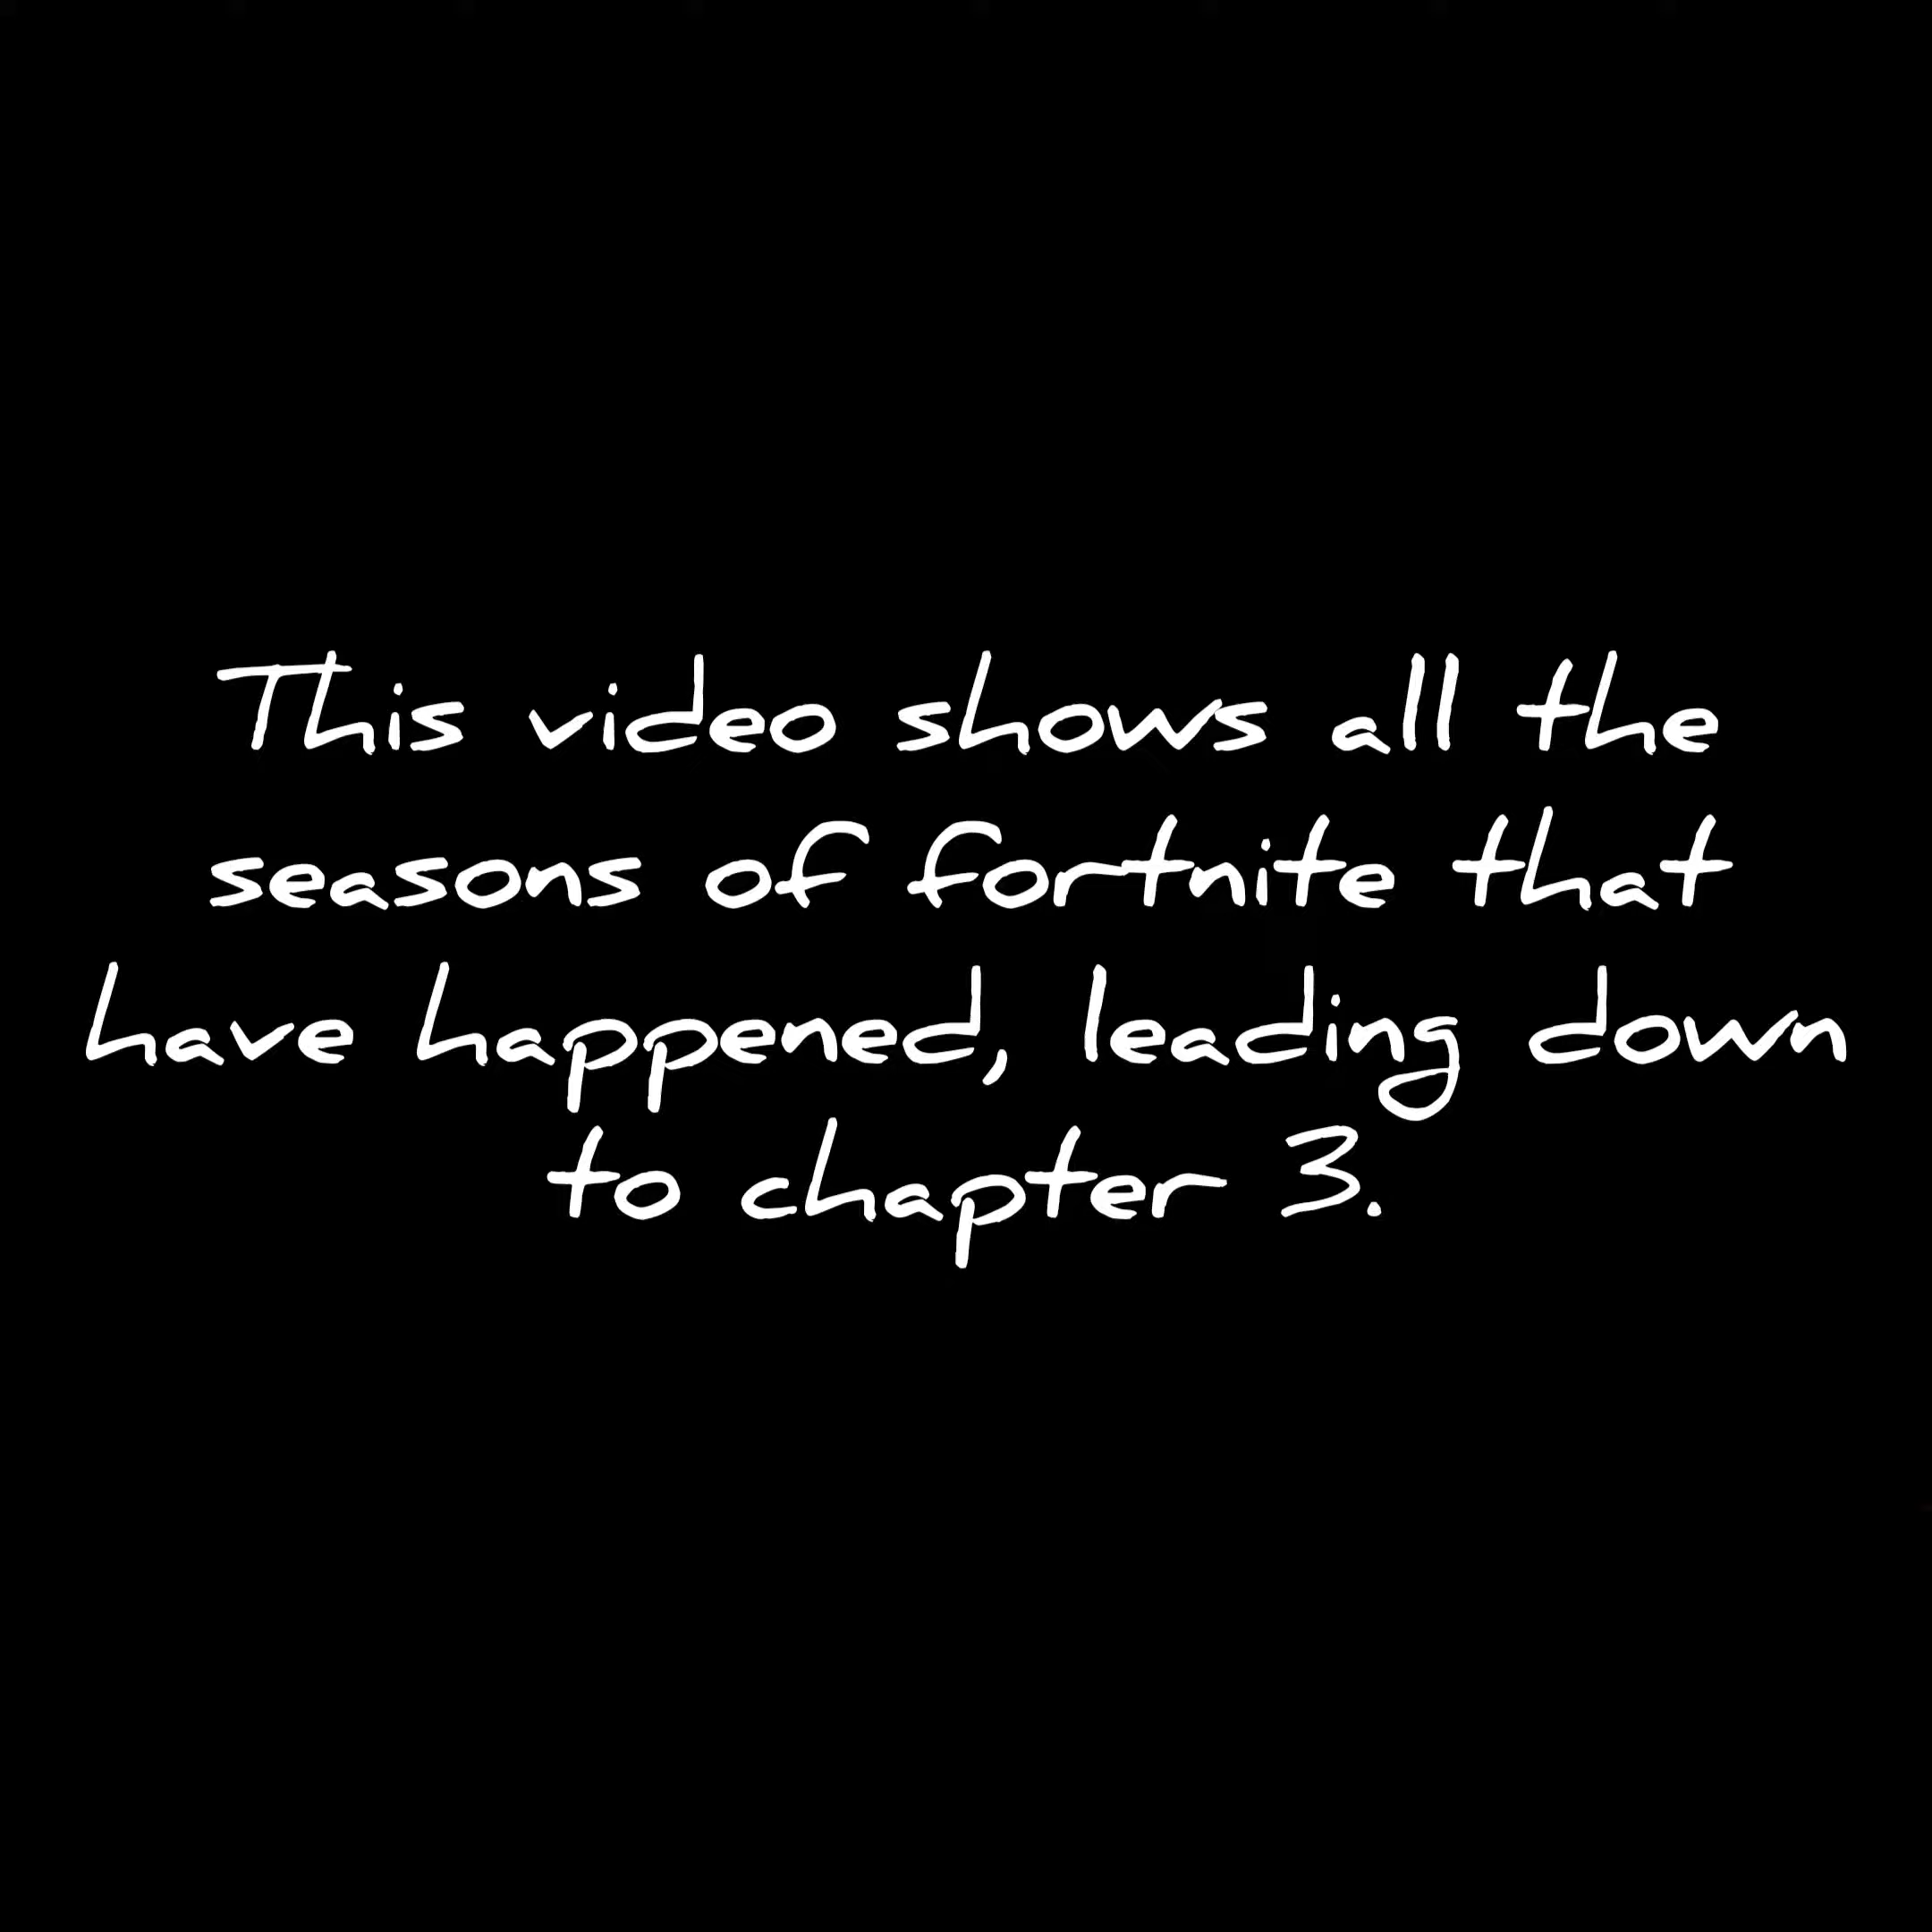 This video shows all the
seasons of fortnite that
have happened, leading down
to chapter 3.